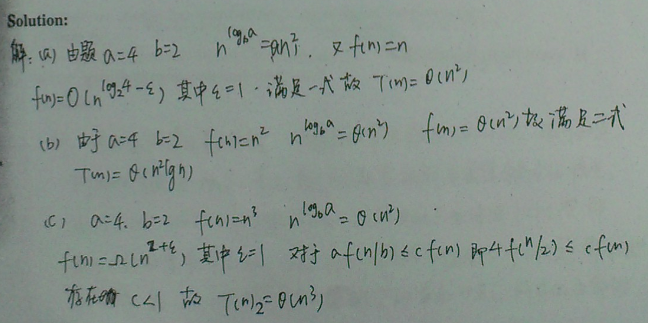 Solution:
解: (a) 由题 a=4 b=2 n^{log_b a}=n². 又 f(n)=n
f(n)=O(n^{log_2 4-ε}) 其中 ε=1. 满足一式 故 T(n)=θ(n²)
(b) 由于 a=4 b=2 f(n)=n² n^{log_b a}=θ(n²) f(n)=θ(n²) 故满足二式
T(n)=θ(n²lgn)
(c) a=4. b=2 f(n)=n³ n^{log_b a}=θ(n²)
f(n)=Ω(n^{2+ε}) 其中 ε=1 对于 af(n/b)≤cf(n) 即 4f(n/2)≤cf(n)
存在 c<1 故 T(n)=θ(n³)